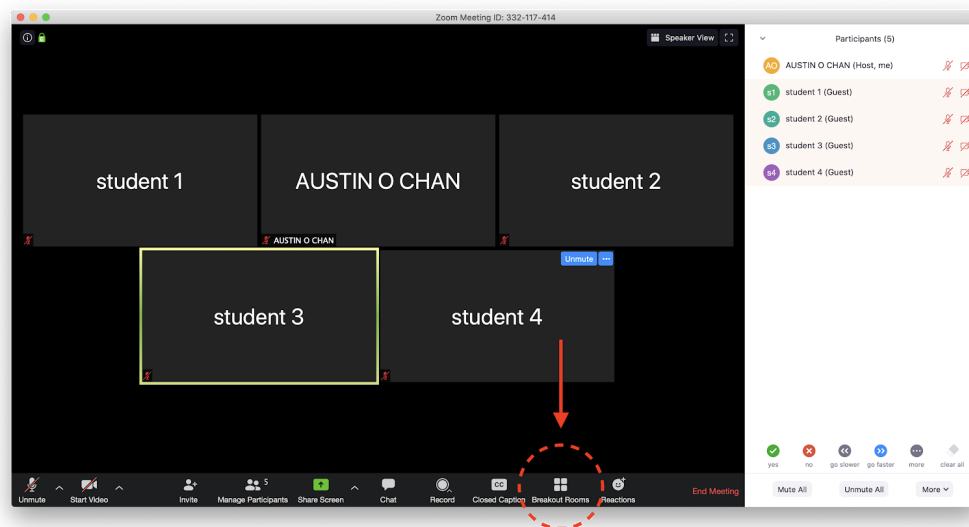 Zoom Meeting ID: 332-117-414
Speaker View
student 1
AUSTIN O CHAN
student 2
AUSTIN O CHAN
student 3
student 4
Unmute
Participants (5)
AO AUSTIN O CHAN (Host, me)
s1 student 1 (Guest)
s2 student 2 (Guest)
s3 student 3 (Guest)
s4 student 4 (Guest)
yes no go slower go faster more clear all
Mute All Unmute All More
5
Unmute Start Video Invite Manage Participants Share Screen Chat Record CC Closed Caption Breakout Rooms Reactions End Meeting